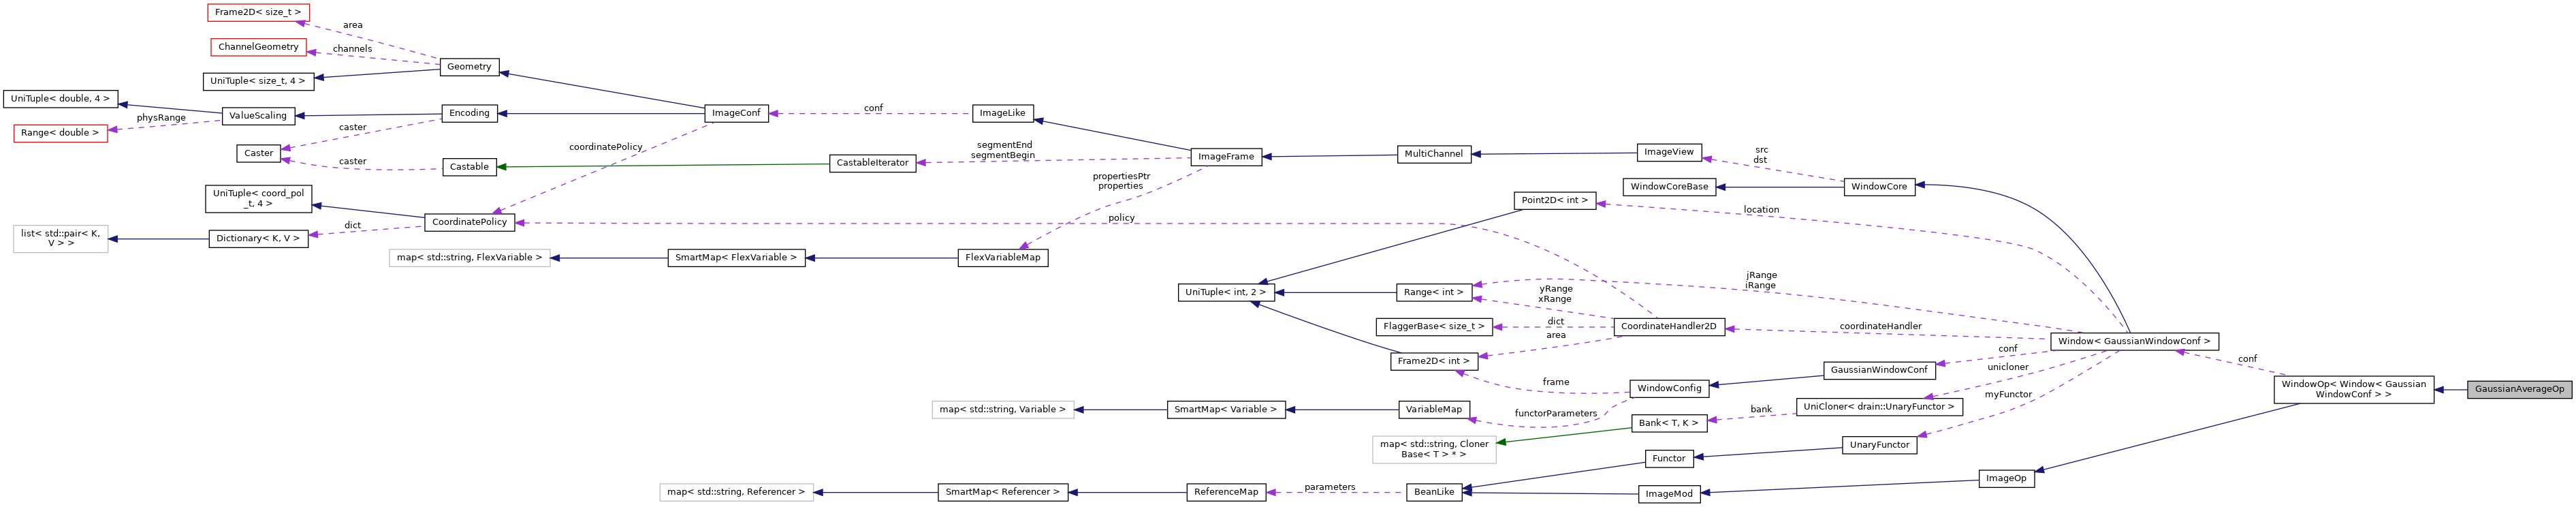 Frame2D< size_t >
area
ChannelGeometry
channels
Geometry
UniTuple< size_t, 4 >
UniTuple< double, 4 >
ValueScaling
physRange
Range< double >
Encoding
caster
Caster
caster
Castable
ImageConf
conf
ImageLike
coordinatePolicy
CastableIterator
segmentEnd
segmentBegin
ImageFrame
MultiChannel
ImageView
src
dst
WindowCoreBase
WindowCore
propertiesPtr
properties
UniTuple< coord_pol
_t, 4 >
CoordinatePolicy
policy
Point2D< int >
location
list< std::pair< K,
V > >
Dictionary< K, V >
dict
map< std::string, FlexVariable >
SmartMap< FlexVariable >
FlexVariableMap
UniTuple< int, 2 >
Range< int >
yRange
xRange
jRange
iRange
FlaggerBase< size_t >
dict
CoordinateHandler2D
area
coordinateHandler
Window< GaussianWindowConf >
Frame2D< int >
frame
WindowConfig
GaussianWindowConf
conf
unicloner
myFunctor
conf
WindowOp< Window< Gaussian
WindowConf > >
GaussianAverageOp
map< std::string, Variable >
SmartMap< Variable >
VariableMap
functorParameters
Bank< T, K >
bank
UniCloner< drain::UnaryFunctor >
map< std::string, Cloner
Base< T > * >
Functor
UnaryFunctor
map< std::string, Referencer >
SmartMap< Referencer >
ReferenceMap
parameters
BeanLike
ImageMod
ImageOp